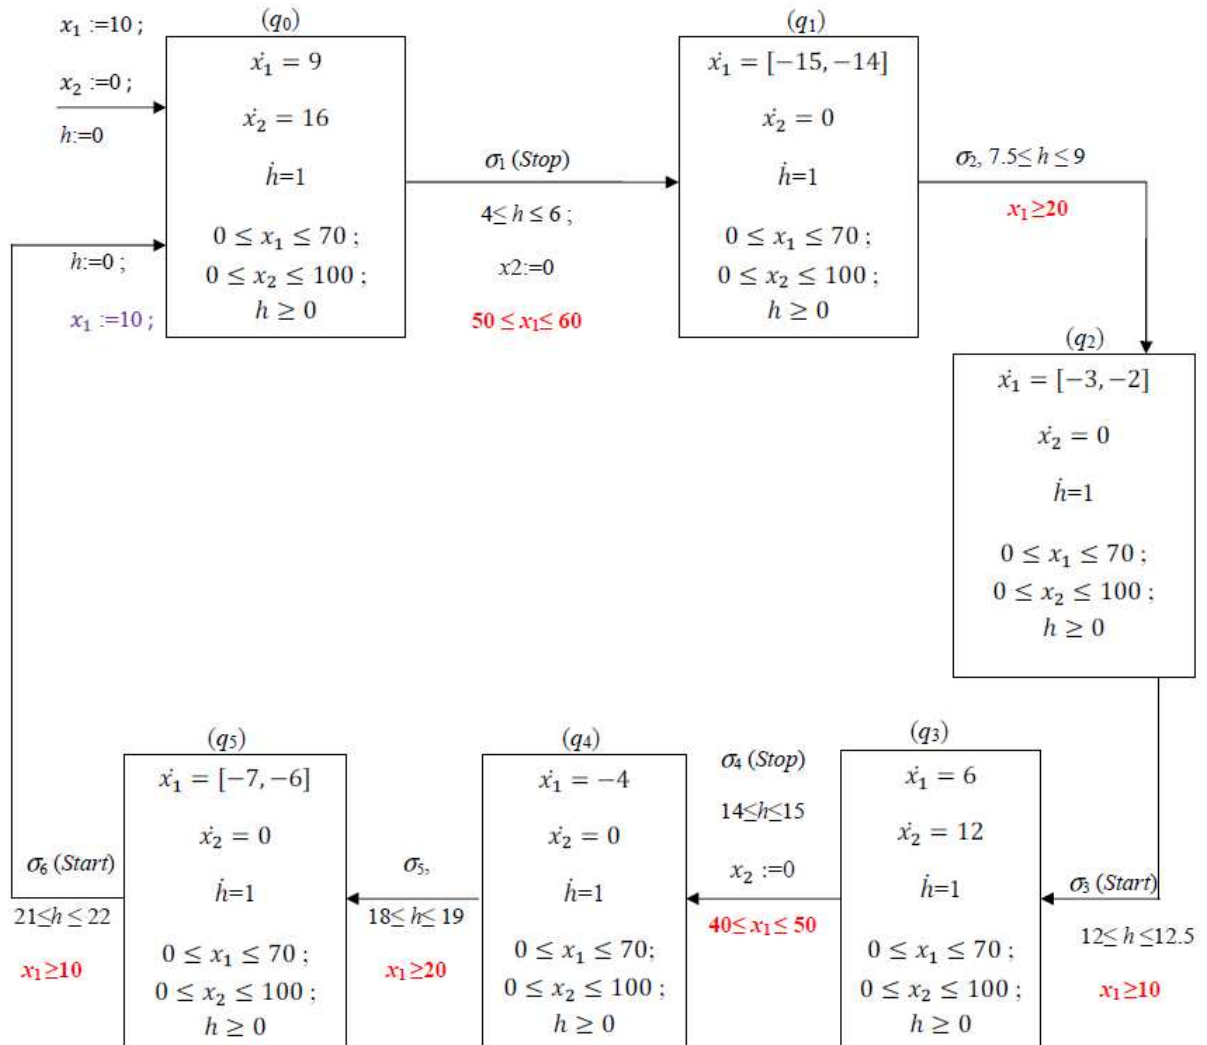 x₁ :=10 ;
x₂ :=0 ;
h:=0
(q₀)
ẋ₁ = 9
ẋ₂ = 16
ḣ=1
0 ≤ x₁ ≤ 70 ;
0 ≤ x₂ ≤ 100 ;
h ≥ 0
h:=0 ;
x₁ :=10 ;
σ₁ (Stop)
4≤ h ≤ 6 ;
x2:=0
50 ≤ x₁≤ 60
(q₁)
ẋ₁ = [−15, −14]
ẋ₂ = 0
ḣ=1
0 ≤ x₁ ≤ 70 ;
0 ≤ x₂ ≤ 100 ;
h ≥ 0
σ₂, 7.5≤ h ≤ 9
x₁≥20
(q₂)
ẋ₁ = [−3, −2]
ẋ₂ = 0
ḣ=1
0 ≤ x₁ ≤ 70 ;
0 ≤ x₂ ≤ 100 ;
h ≥ 0
σ₃ (Start)
12≤ h ≤12.5
x₁≥10
(q₃)
ẋ₁ = 6
ẋ₂ = 12
ḣ=1
0 ≤ x₁ ≤ 70 ;
0 ≤ x₂ ≤ 100 ;
h ≥ 0
σ₄ (Stop)
14≤h≤15
x₂ :=0
40≤ x₁ ≤ 50
(q₄)
ẋ₁ = −4
ẋ₂ = 0
ḣ=1
0 ≤ x₁ ≤ 70;
0 ≤ x₂ ≤ 100 ;
h ≥ 0
σ₅,
18≤ h≤ 19
x₁≥20
(q₅)
ẋ₁ = [−7, −6]
ẋ₂ = 0
ḣ=1
0 ≤ x₁ ≤ 70 ;
0 ≤ x₂ ≤ 100 ;
h ≥ 0
σ₆ (Start)
21≤h ≤ 22
x₁≥10